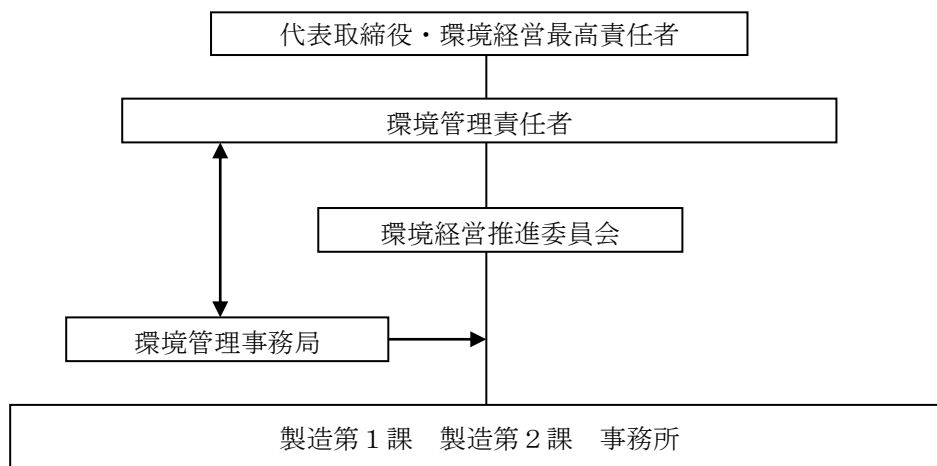 代表取締役・環境経営最高責任者
環境管理責任者
環境経営推進委員会
環境管理事務局
製造第１課　製造第２課　事務所